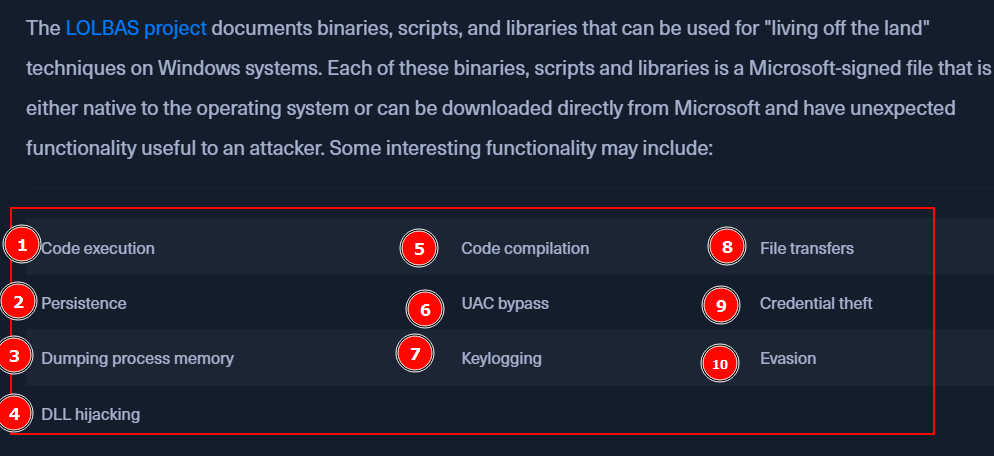 The LOLBAS project documents binaries, scripts, and libraries that can be used for "living off the land"
techniques on Windows systems. Each of these binaries, scripts and libraries is a Microsoft-signed file that is
either native to the operating system or can be downloaded directly from Microsoft and have unexpected
functionality useful to an attacker. Some interesting functionality may include:
1 Code execution 5 Code compilation 8 File transfers
2 Persistence 6 UAC bypass 9 Credential theft
3 Dumping process memory 7 Keylogging 10 Evasion
4 DLL hijacking